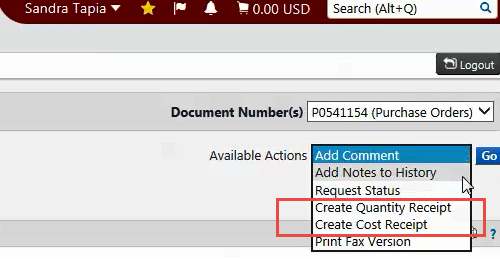 Sandra Tapia 0.00 USD Search (Alt+Q)
Logout
Document Number(s) P0541154 (Purchase Orders)
Available Actions Add Comment Go
Add Notes to History
Request Status
Create Quantity Receipt
Create Cost Receipt
Print Fax Version ?